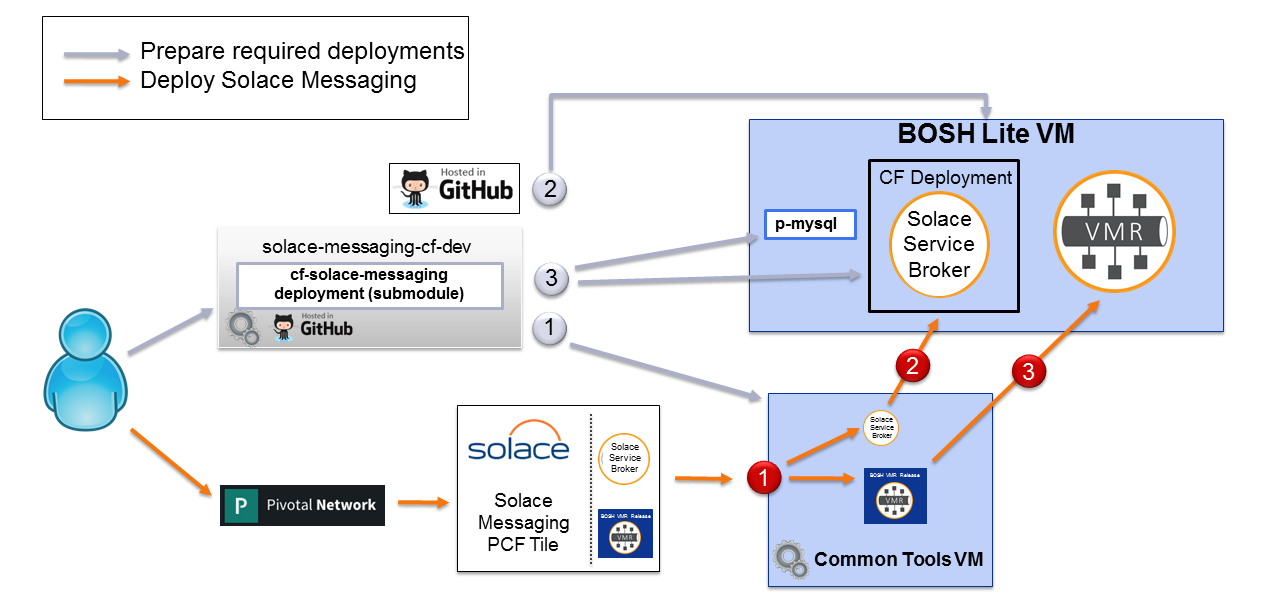 Prepare required deployments
Deploy Solace Messaging
Hosted in
GitHub
2
BOSH Lite VM
CF Deployment
Solace
Service
Broker
p-mysql
VMR
solace-messaging-cf-dev
cf-solace-messaging
deployment (submodule)
Hosted in
GitHub
3
1
2
3
P Pivotal Network
solace
Solace
Messaging
PCF Tile
Solace
Service
Broker
BOSH VMR Release
VMR
1
Solace
Service
Broker
BOSH VMR Release
VMR
Common Tools VM